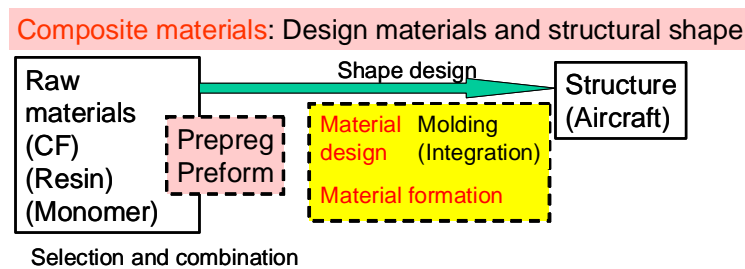 Composite materials: Design materials and structural shape
Shape design
Raw
materials
(CF)
(Resin)
(Monomer)
Prepreg
Preform
Material
design
Molding
(Integration)
Material formation
Structure
(Aircraft)
Selection and combination